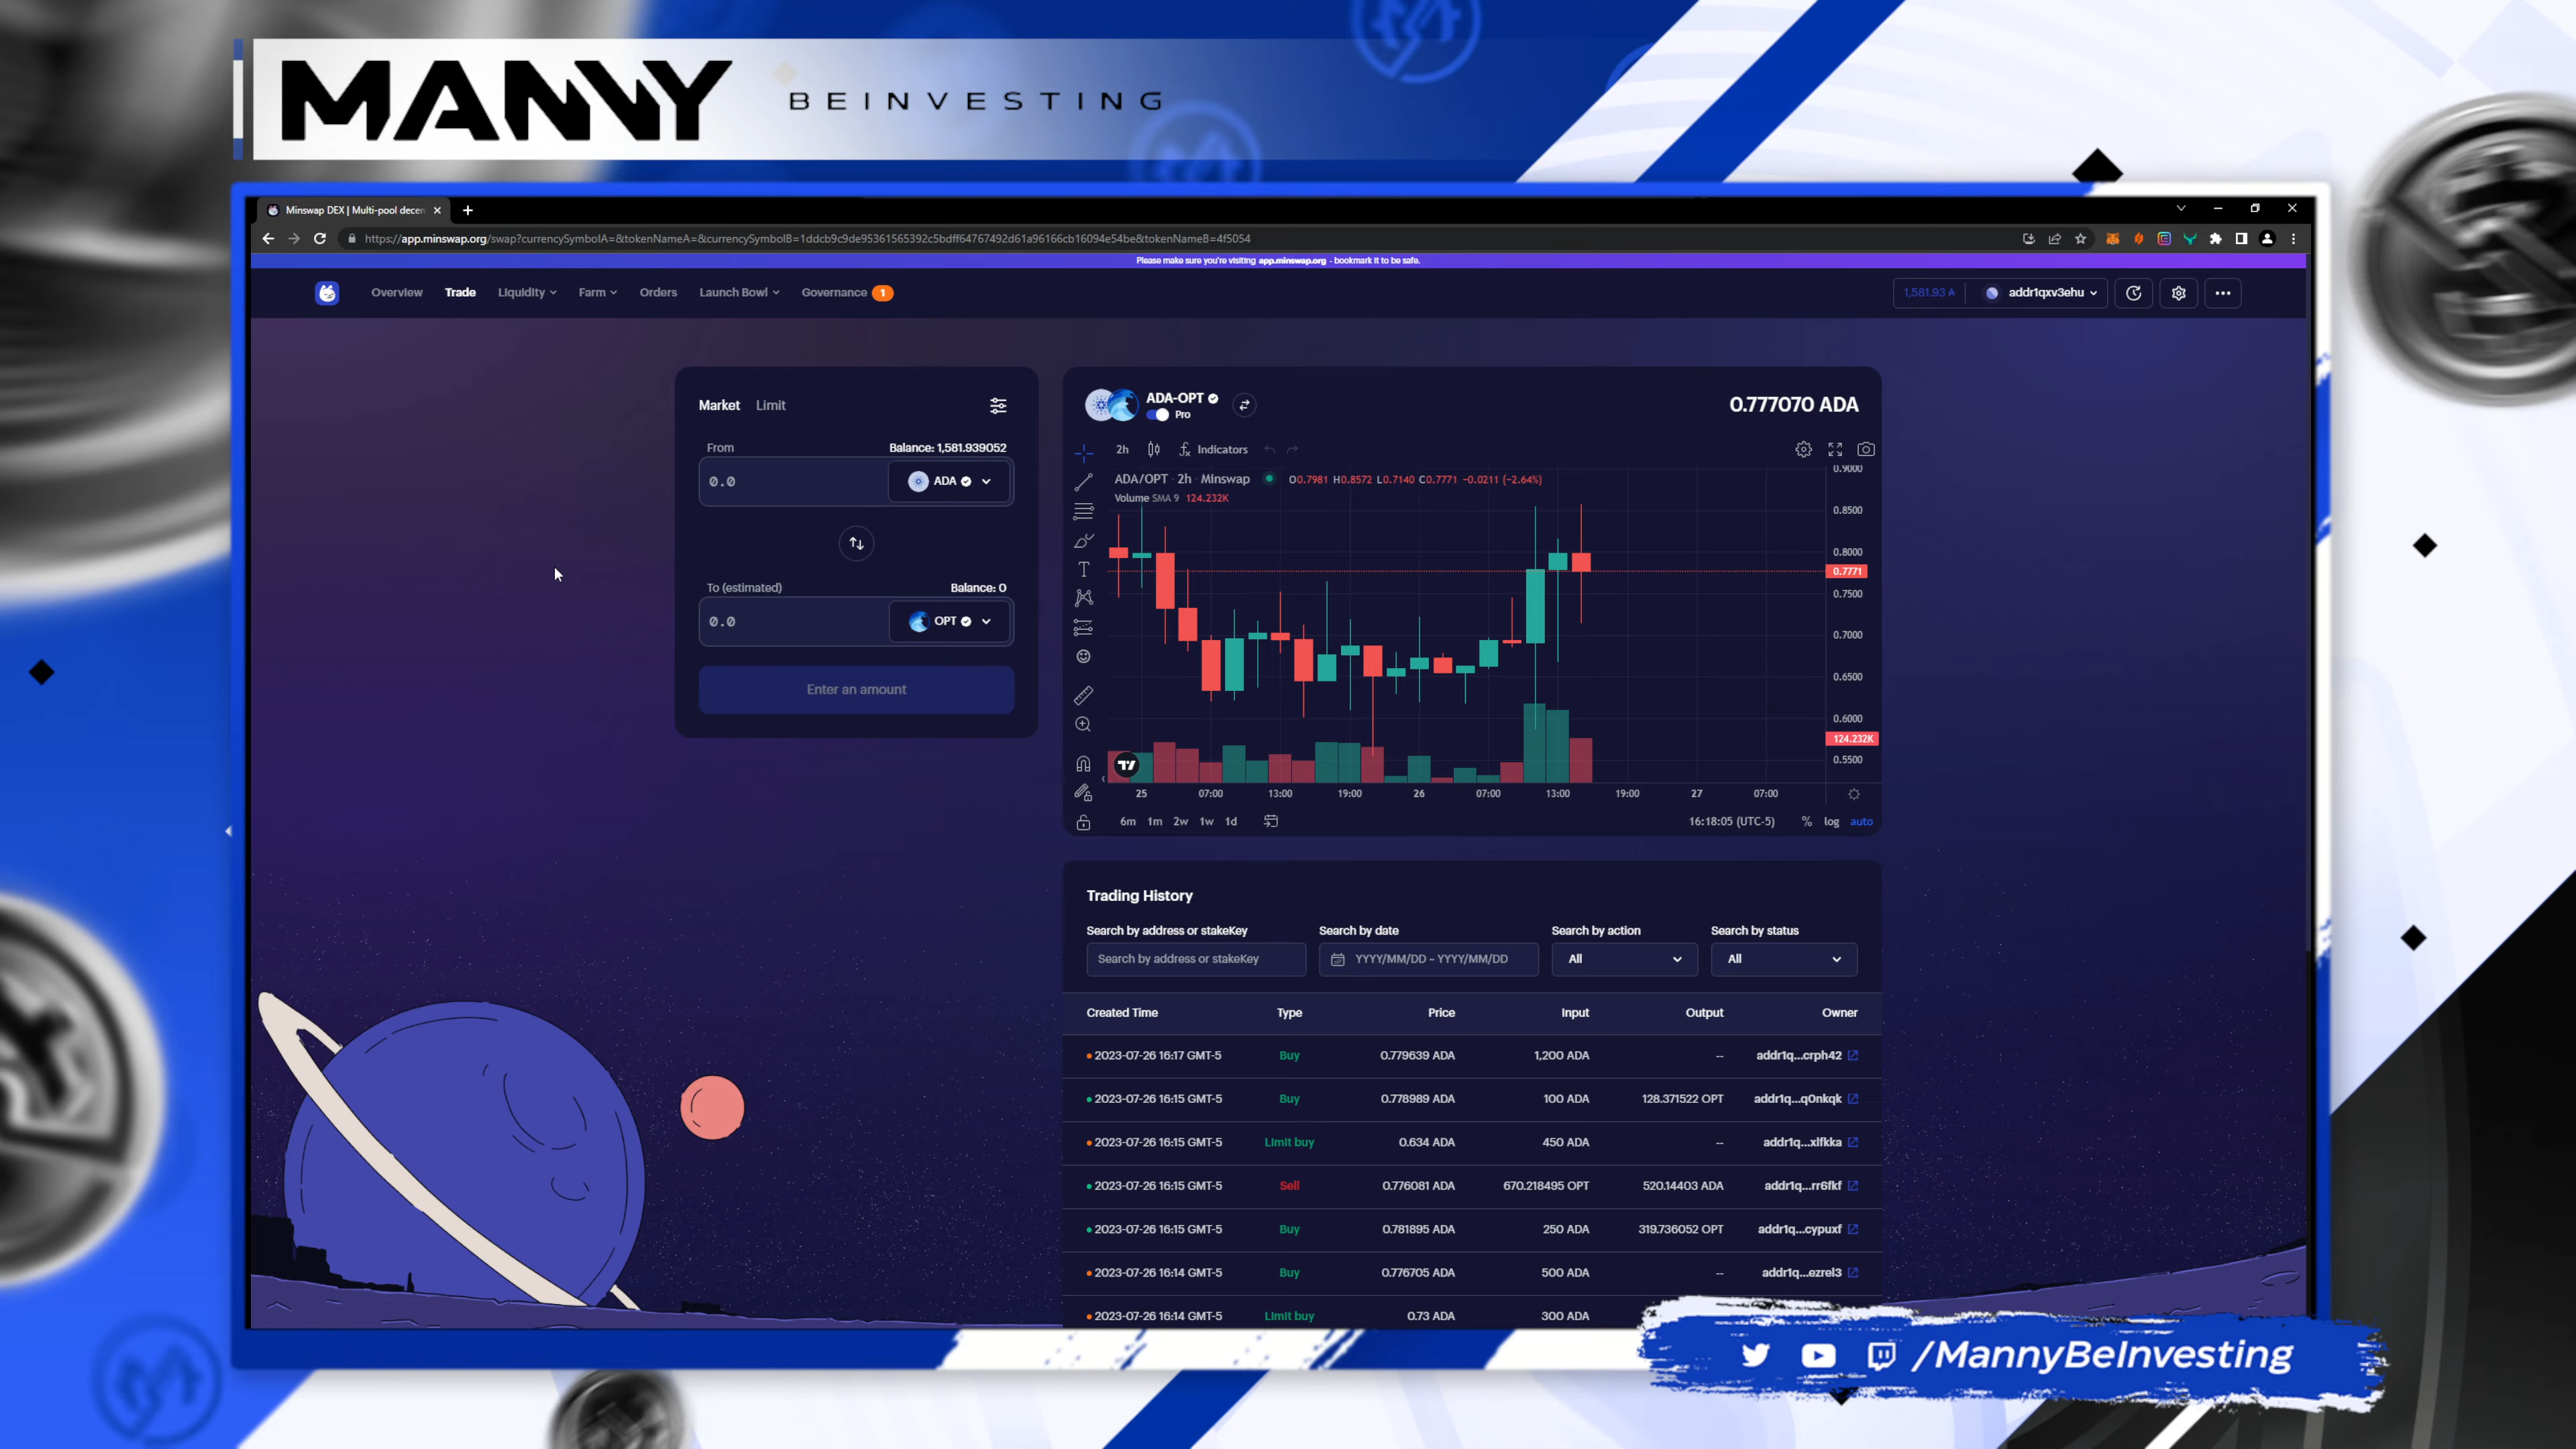 MANNY BEINVESTING
Minswap DEX | Multi-pool decen
https://app.minswap.org/swap?currencySymbolA=&tokenNameA=&currencySymbolB=1ddcb9c9de95361565392c5bdff64767492d61a96166cb16094e54be&tokenNameB=4f5054
Please make sure you're visiting app.minswap.org - bookmark it to be safe.
Overview Trade Liquidity Farm Orders Launch Bowl Governance 1
1,581.93 ₳ addr1qxv3ehu
Market Limit
From Balance: 1,581.939052
0.0 ADA
To (estimated) Balance: 0
0.0 OPT
Enter an amount
ADA-OPT
Pro
0.777070 ADA
2h Indicators
ADA/OPT · 2h · Minswap O0.7981 H0.8572 L0.7140 C0.7771 −0.0211 (−2.64%)
Volume SMA 9 124.232K
0.9000
0.8500
0.8000
0.7771
0.7500
0.7000
0.6500
0.6000
124.232K
0.5500
25 07:00 13:00 19:00 26 07:00 13:00 19:00 27 07:00
6m 1m 2w 1w 1d
16:18:05 (UTC-5) % log auto
Trading History
Search by address or stakeKey Search by date Search by action Search by status
Search by address or stakeKey YYYY/MM/DD ~ YYYY/MM/DD All All
Created Time Type Price Input Output Owner
2023-07-26 16:17 GMT-5 Buy 0.779639 ADA 1,200 ADA -- addr1q...crph42
2023-07-26 16:15 GMT-5 Buy 0.778989 ADA 100 ADA 128.371522 OPT addr1q...q0nkqk
2023-07-26 16:15 GMT-5 Limit buy 0.634 ADA 450 ADA -- addr1q...xlfkka
2023-07-26 16:15 GMT-5 Sell 0.776081 ADA 670.218495 OPT 520.14403 ADA addr1q...rr6fkf
2023-07-26 16:15 GMT-5 Buy 0.781895 ADA 250 ADA 319.736052 OPT addr1q...cypuxf
2023-07-26 16:14 GMT-5 Buy 0.776705 ADA 500 ADA -- addr1q...ezrel3
2023-07-26 16:14 GMT-5 Limit buy 0.73 ADA 300 ADA
/MannyBeInvesting